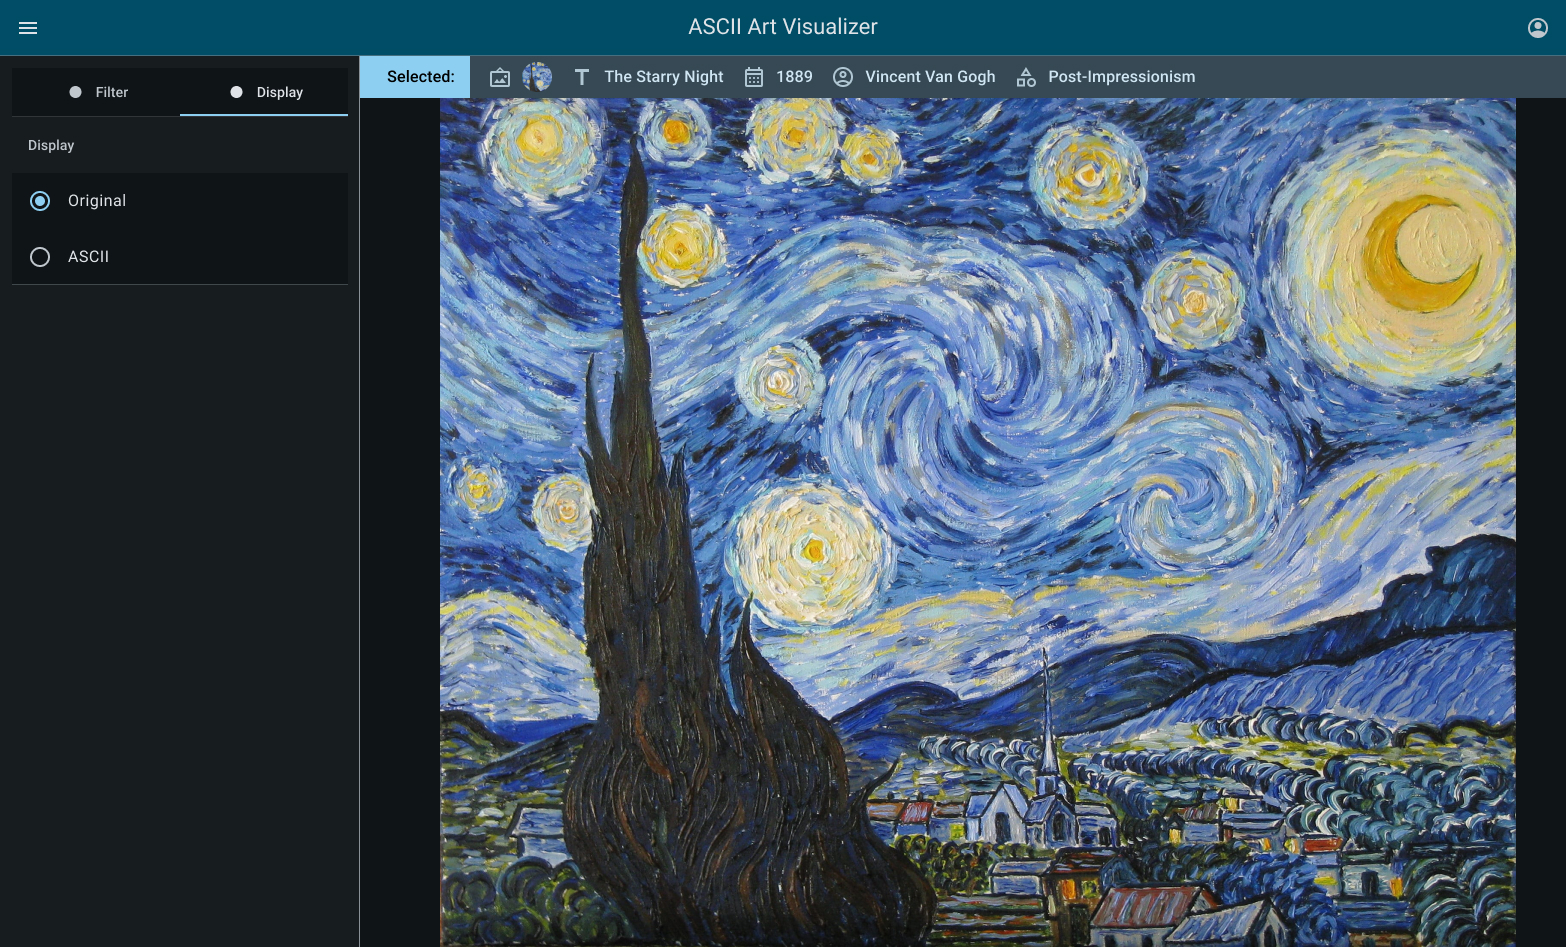 ASCII Art Visualizer
Filter
Display
Selected:
The Starry Night
1889
Vincent Van Gogh
Post-Impressionism
Display
Original
ASCII